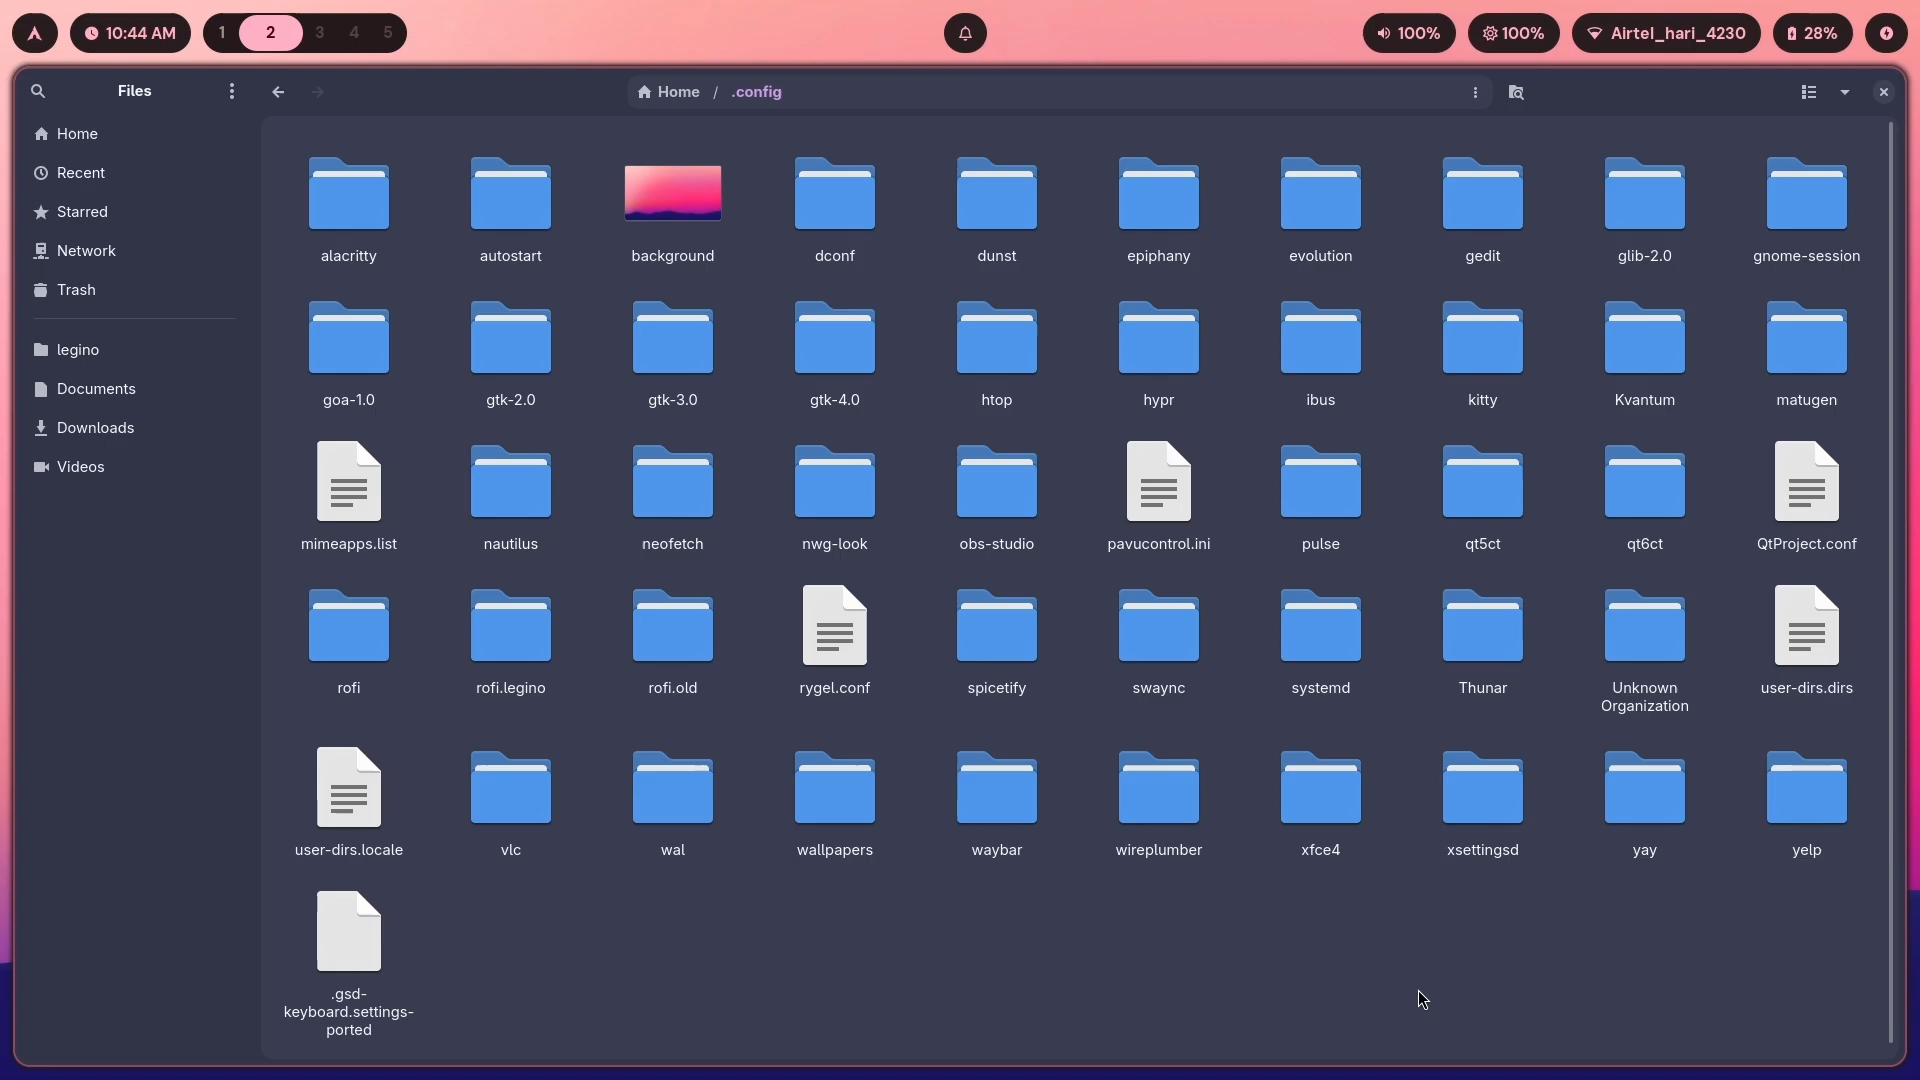 10:44 AM
1 2 3 4 5
100%
100%
Airtel_hari_4230
28%
Files
Home / .config
Home
Recent
Starred
Network
Trash
legino
Documents
Downloads
Videos
alacritty autostart background dconf dunst epiphany evolution gedit glib-2.0 gnome-session
goa-1.0 gtk-2.0 gtk-3.0 gtk-4.0 htop hypr ibus kitty Kvantum matugen
mimeapps.list nautilus neofetch nwg-look obs-studio pavucontrol.ini pulse qt5ct qt6ct QtProject.conf
rofi rofi.legino rofi.old rygel.conf spicetify swaync systemd Thunar Unknown
Organization user-dirs.dirs
user-dirs.locale vlc wal wallpapers waybar wireplumber xfce4 xsettingsd yay yelp
.gsd-
keyboard.settings-
ported